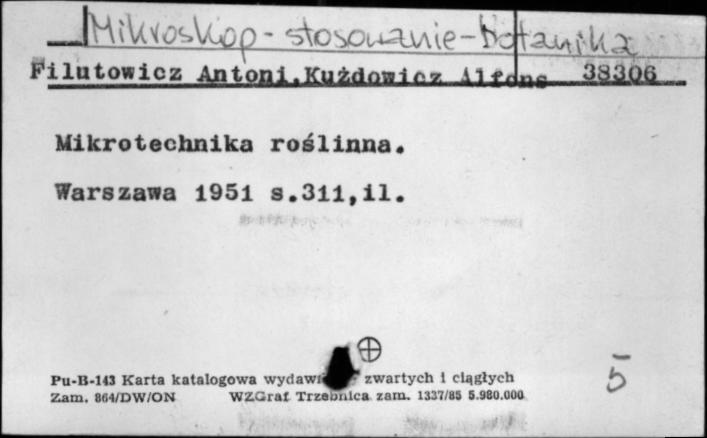 Mikroskop - stosowanie - botanika
Filutowicz Antoni, Kużdowicz Alfons 38306
Mikrotechnika roślinna.
Warszawa 1951 s.311,il.
Pu-B-143 Karta katalogowa zwartych i ciągłych
Zam. 864/DW/ON WZGraf Trzebnica zam. 1337/85 5.980.000
5